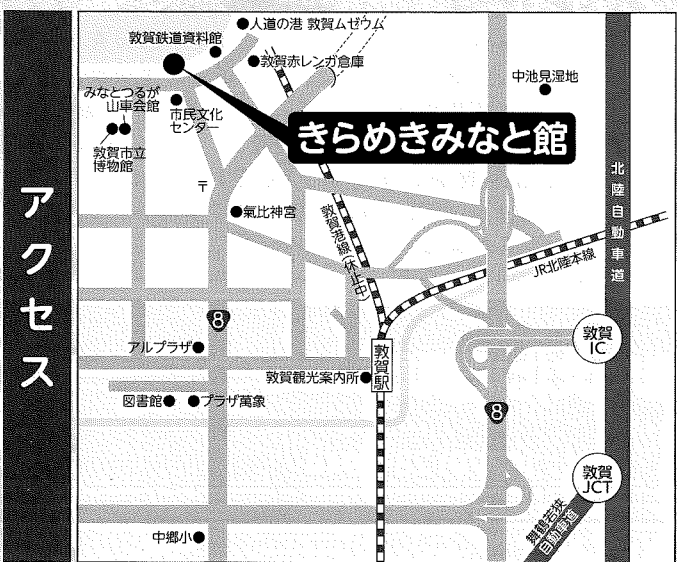 アクセス
人道の港 敦賀ムゼウム
敦賀鉄道資料館
敦賀赤レンガ倉庫
中池見湿地
みなとつるが
山車会館
市民文化
センター
きらめきみなと館
敦賀市立
博物館
〒
氣比神宮
敦賀港線(休止中)
北陸自動車道
JR北陸本線
8
敦賀
IC
アルプラザ
敦賀駅
敦賀観光案内所
図書館
プラザ萬象
8
敦賀
JCT
舞鶴若狭
自動車道
中郷小